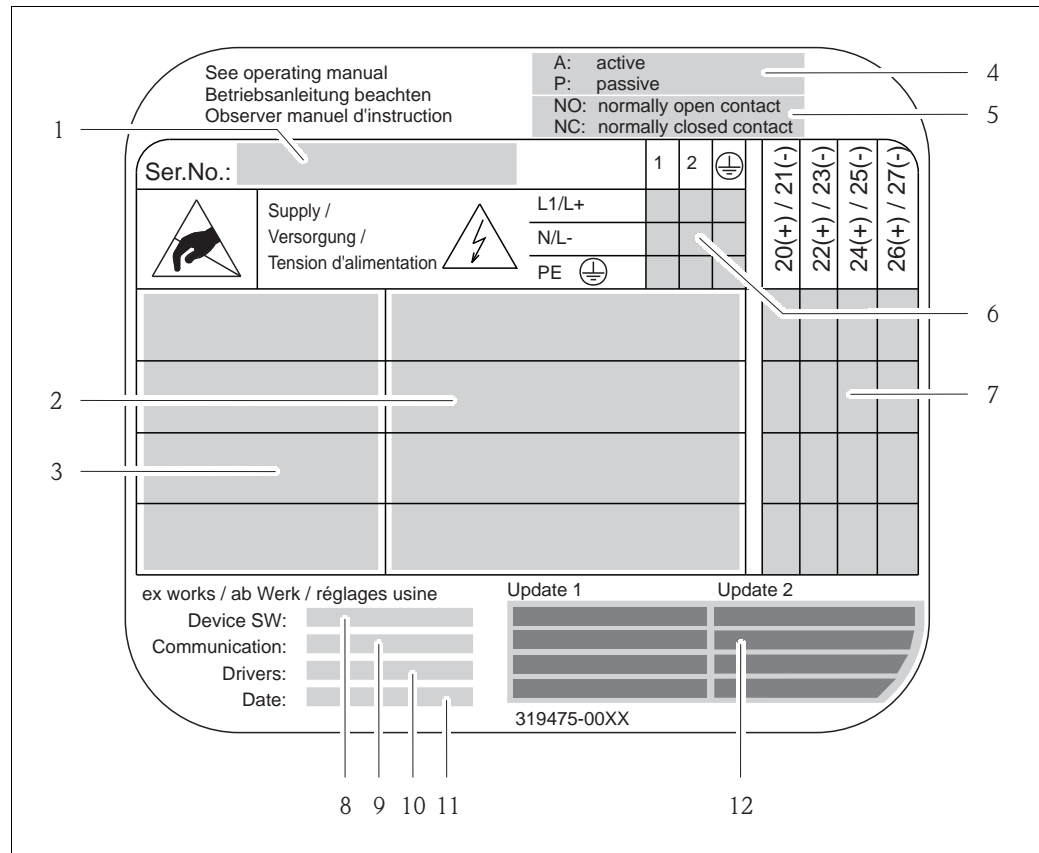 See operating manual
Betriebsanleitung beachten
Observer manuel d'instruction
A: active
P: passive
NO: normally open contact
NC: normally closed contact
4
5
1
Ser.No.:
1 2
20(+) / 21(-)
22(+) / 23(-)
24(+) / 25(-)
26(+) / 27(-)
Supply /
Versorgung /
Tension d'alimentation
L1/L+
N/L-
PE
6
2
7
3
ex works / ab Werk / réglages usine
Device SW:
Communication:
Drivers:
Date:
Update 1
Update 2
319475-00XX
8 9 10 11
12